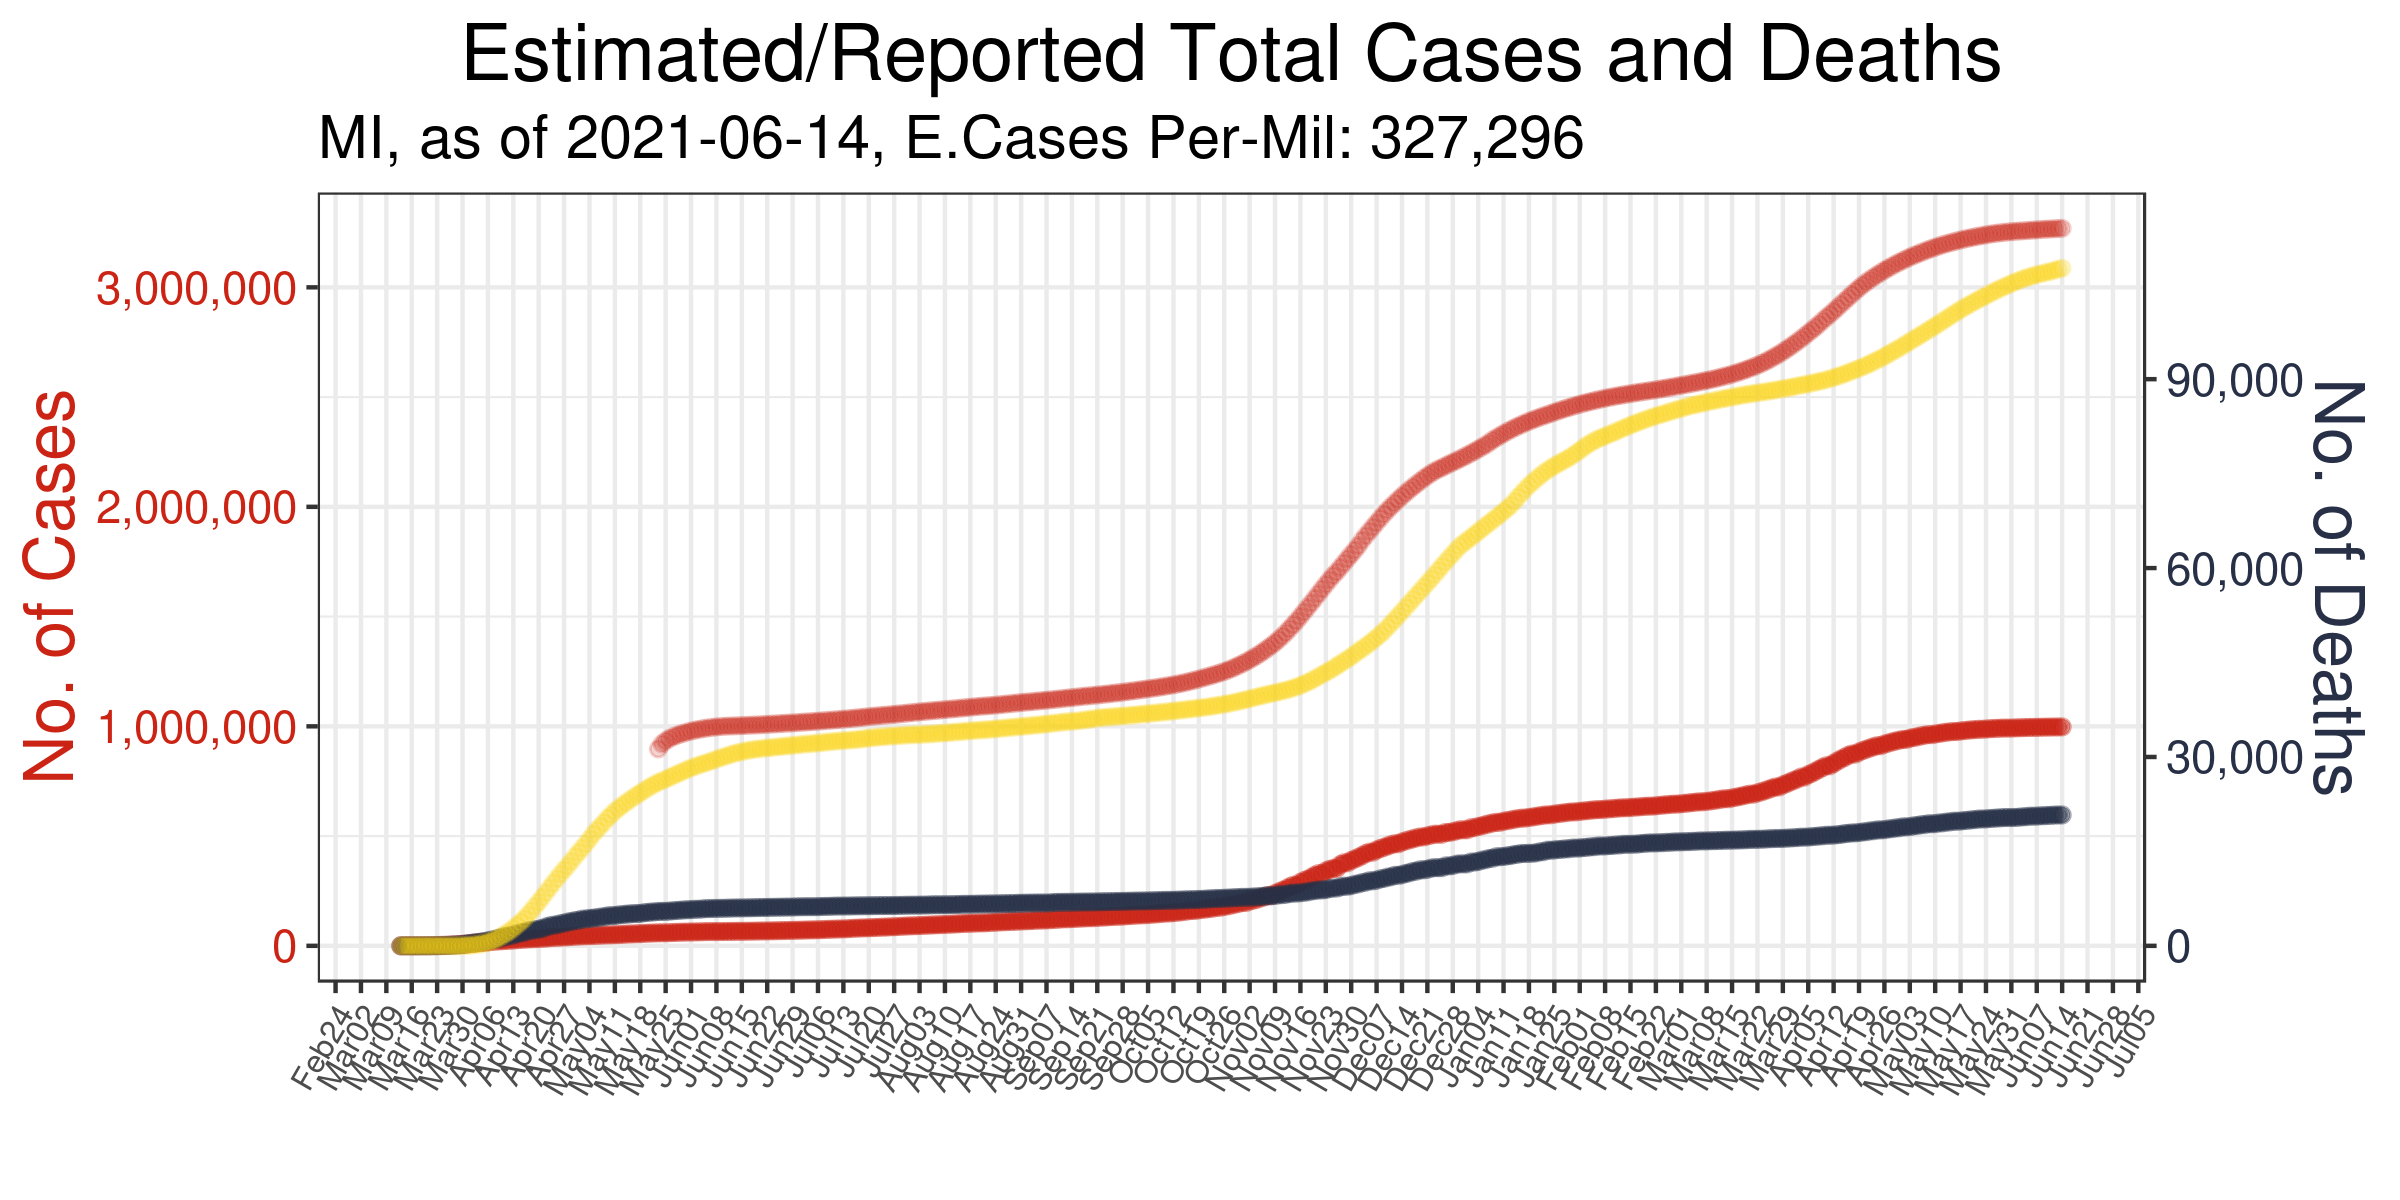 Estimated/Reported Total Cases and Deaths
MI, as of 2021-06-14, E.Cases Per-Mil: 327,296
No. of Cases
3,000,000
2,000,000
1,000,000
0
90,000
60,000
30,000
0
No. of Deaths
Feb24
Mar02
Mar09
Mar16
Mar23
Mar30
Apr06
Apr13
Apr20
Apr27
May04
May11
May18
May25
Jun01
Jun08
Jun15
Jun22
Jun29
Jul06
Jul13
Jul20
Jul27
Aug03
Aug10
Aug17
Aug24
Aug31
Sep07
Sep14
Sep21
Sep28
Oct05
Oct12
Oct19
Oct26
Nov02
Nov09
Nov16
Nov23
Nov30
Dec07
Dec14
Dec21
Dec28
Jan04
Jan11
Jan18
Jan25
Feb01
Feb08
Feb15
Feb22
Mar01
Mar08
Mar15
Mar22
Mar29
Apr05
Apr12
Apr19
Apr26
May03
May10
May17
May24
May31
Jun07
Jun14
Jun21
Jun28
Jul05